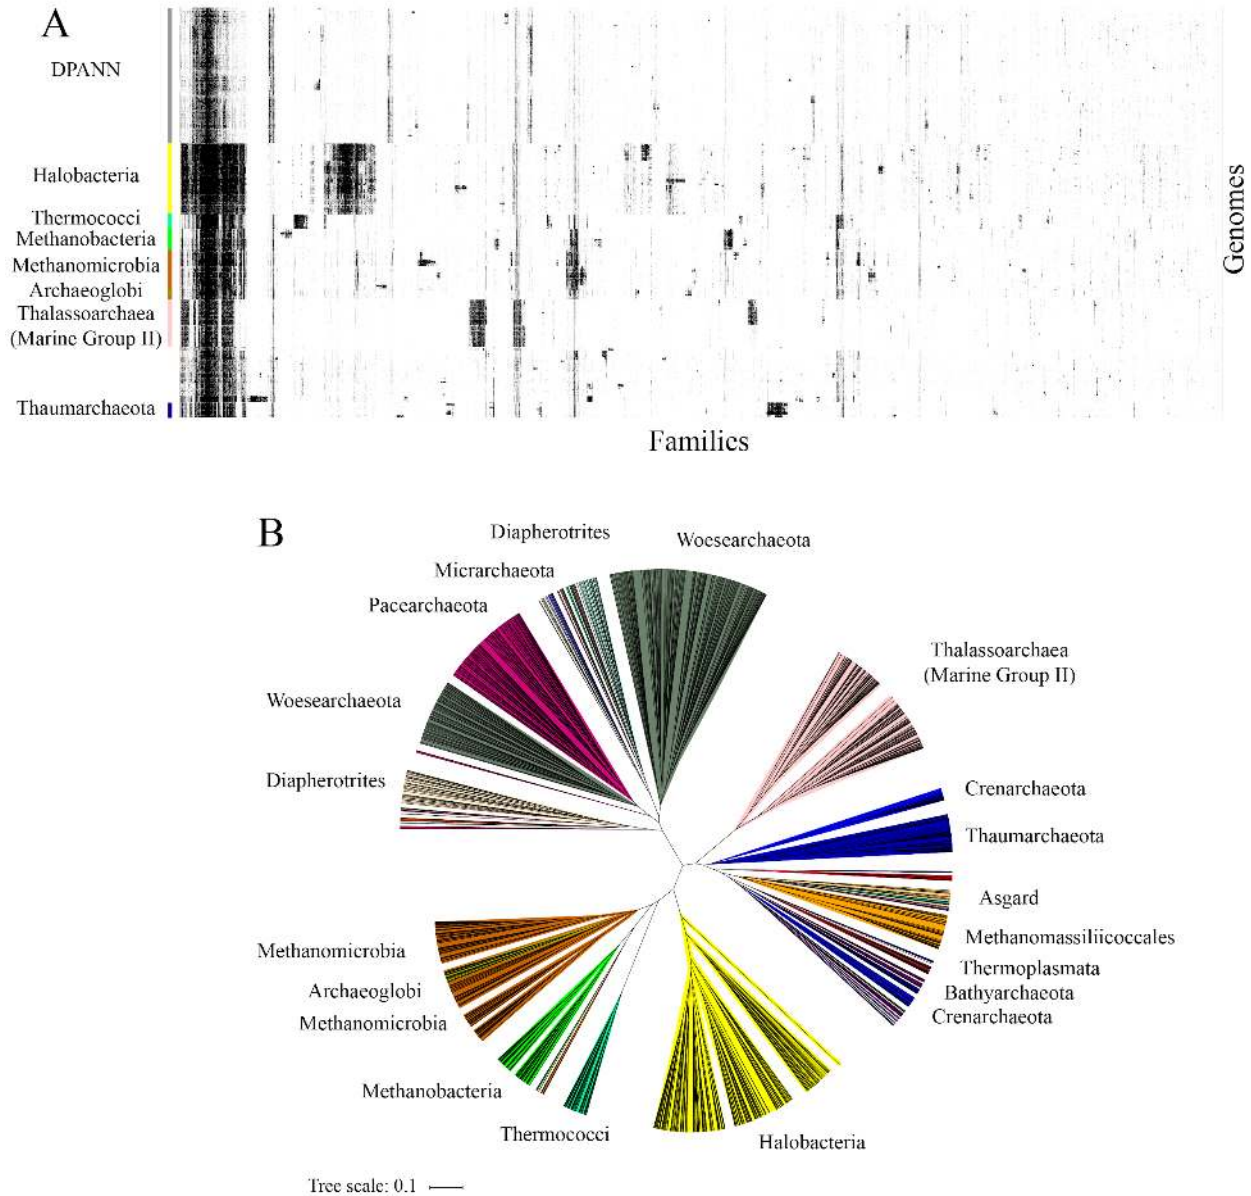 A
DPANN
Halobacteria
Thermococci
Methanobacteria
Methanomicrobia
Archaeoglobi
Thalassoarchaea
(Marine Group II)
Thaumarchaeota
Genomes
Families
B
Diapherotrites
Woesearchaeota
Micrarchaeota
Pacearchaeota
Thalassoarchaea
(Marine Group II)
Woesearchaeota
Diapherotrites
Crenarchaeota
Thaumarchaeota
Asgard
Methanomassiliicoccales
Methanomicrobia
Thermoplasmata
Archaeoglobi
Bathyarchaeota
Methanomicrobia
Crenarchaeota
Methanobacteria
Thermococci
Halobacteria
Tree scale: 0.1